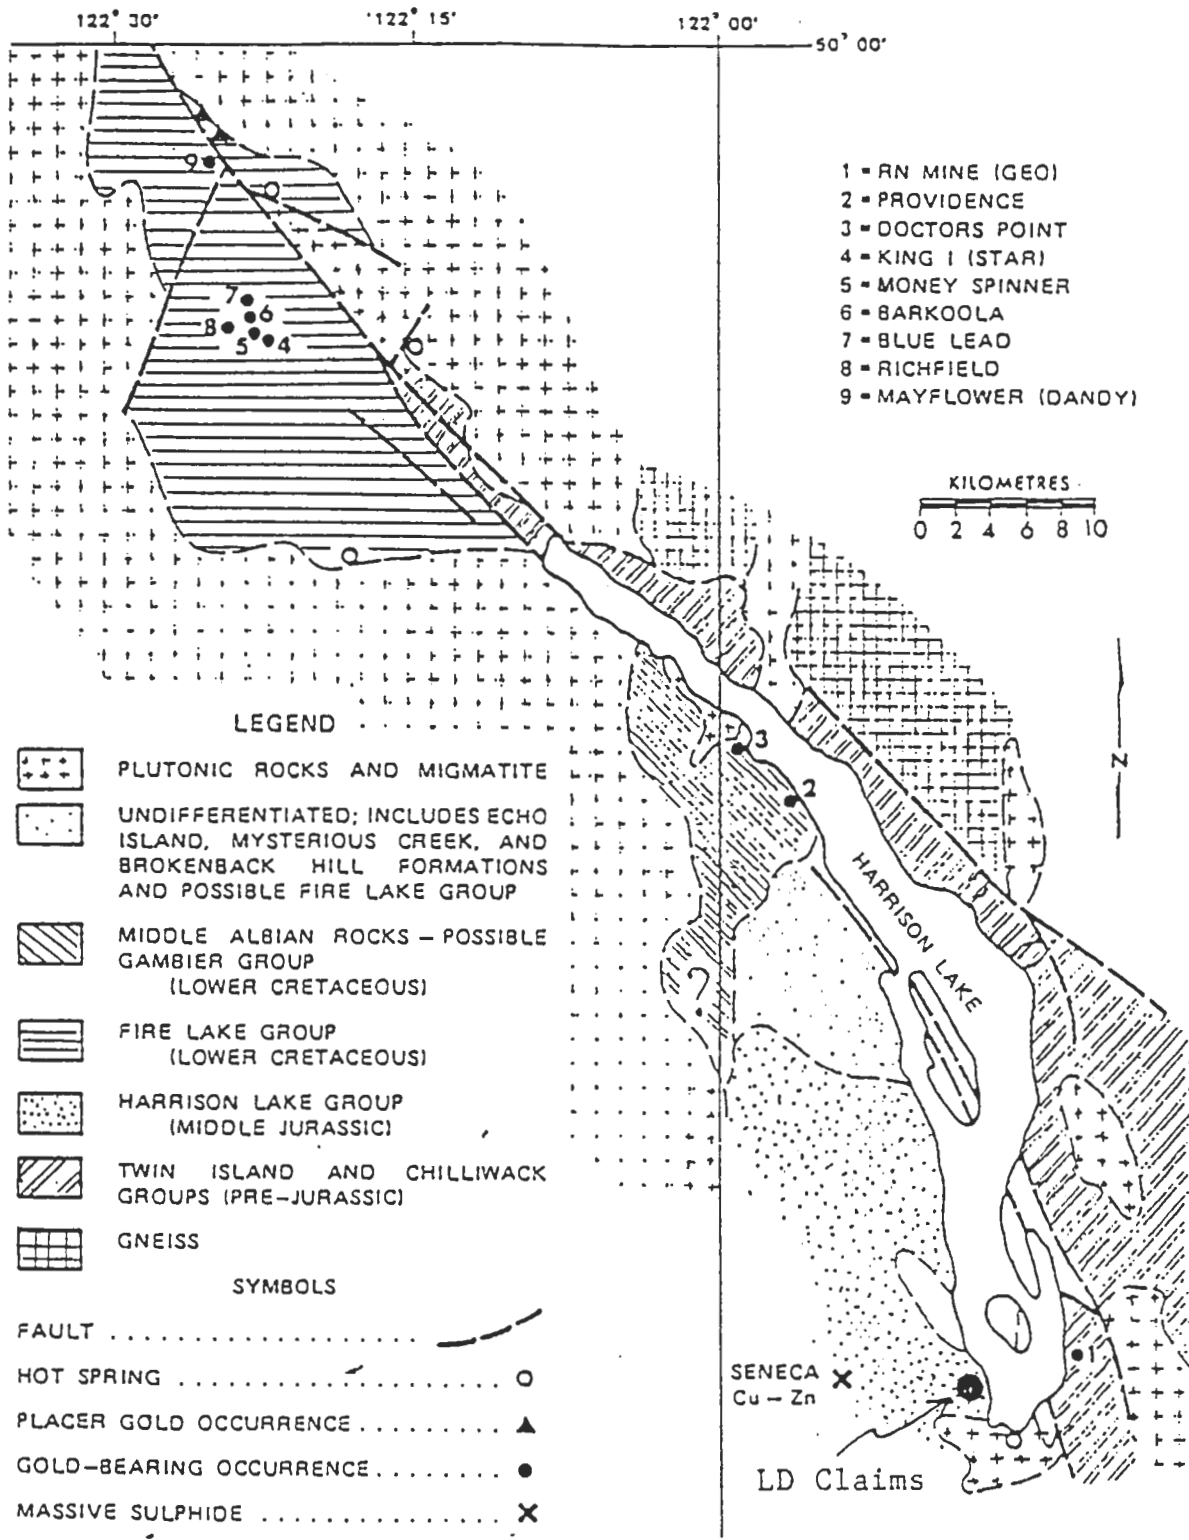 122° 30'
122° 15'
122° 00'
50° 00'
1 = RN MINE (GEO)
2 = PROVIDENCE
3 = DOCTORS POINT
4 = KING I (STAR)
5 = MONEY SPINNER
6 = BARKOOLA
7 = BLUE LEAD
8 = RICHFIELD
9 = MAYFLOWER (DANDY)
KILOMETRES
0 2 4 6 8 10
9
7
6
8
5
4
N
3
2
HARRISON LAKE
?
1
SENECA
Cu – Zn
LD Claims
LEGEND
PLUTONIC ROCKS AND MIGMATITE
UNDIFFERENTIATED; INCLUDES ECHO
ISLAND, MYSTERIOUS CREEK, AND
BROKENBACK HILL FORMATIONS
AND POSSIBLE FIRE LAKE GROUP
MIDDLE ALBIAN ROCKS – POSSIBLE
GAMBIER GROUP
(LOWER CRETACEOUS)
FIRE LAKE GROUP
(LOWER CRETACEOUS)
HARRISON LAKE GROUP
(MIDDLE JURASSIC)
TWIN ISLAND AND CHILLIWACK
GROUPS (PRE–JURASSIC)
GNEISS
SYMBOLS
FAULT
HOT SPRING
PLACER GOLD OCCURRENCE
GOLD–BEARING OCCURRENCE
MASSIVE SULPHIDE